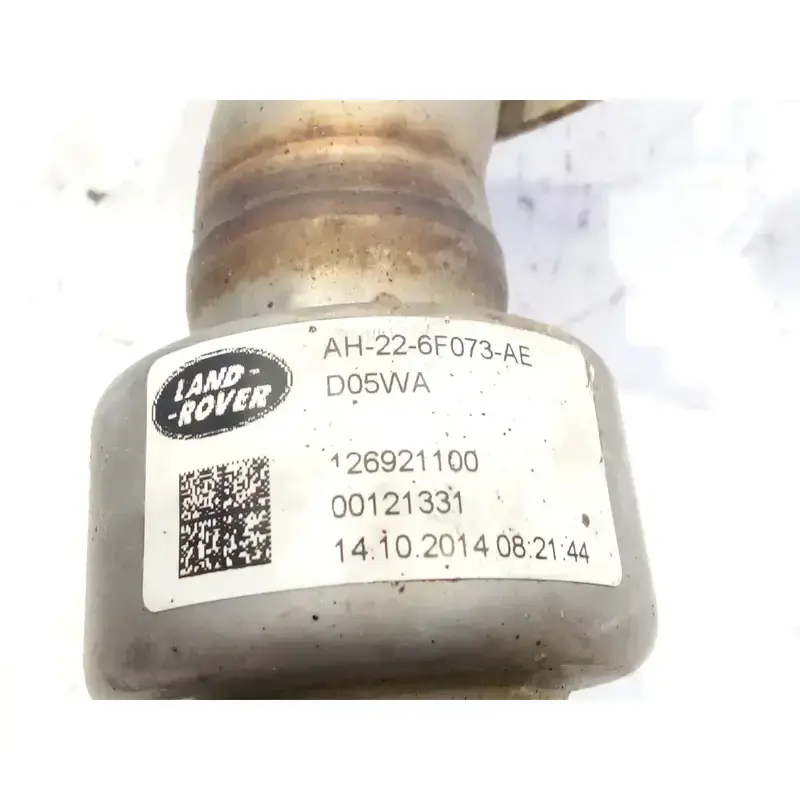 LAND-
-ROVER
AH-22-6F073-AE
D05WA
126921100
00121331
14.10.2014 08:21:44